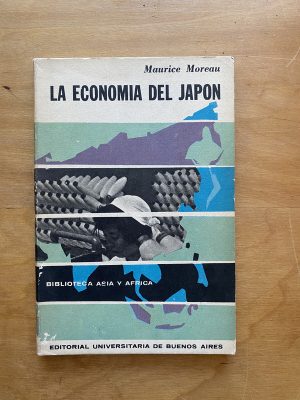 Maurice Moreau
LA ECONOMIA DEL JAPON
BIBLIOTECA ASIA Y AFRICA
EDITORIAL UNIVERSITARIA DE BUENOS AIRES